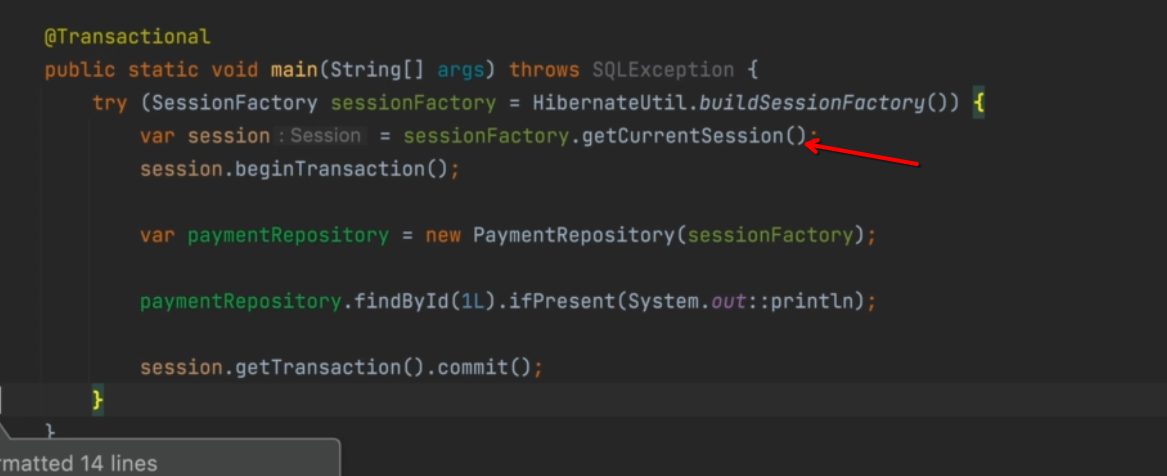 @Transactional
public static void main(String[] args) throws SQLException {
try (SessionFactory sessionFactory = HibernateUtil.buildSessionFactory()) {
var session : Session = sessionFactory.getCurrentSession();
session.beginTransaction();
var paymentRepository = new PaymentRepository(sessionFactory);
paymentRepository.findById(1L).ifPresent(System.out::println);
session.getTransaction().commit();
}
}
rmatted 14 lines